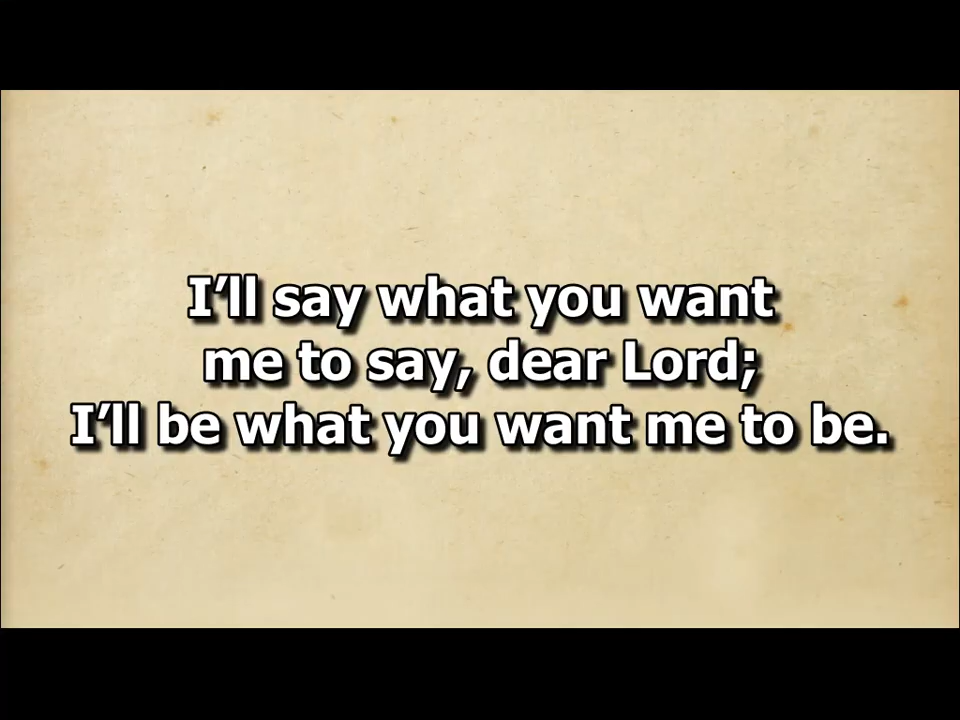 I’ll say what you want
me to say, dear Lord;
I’ll be what you want me to be.